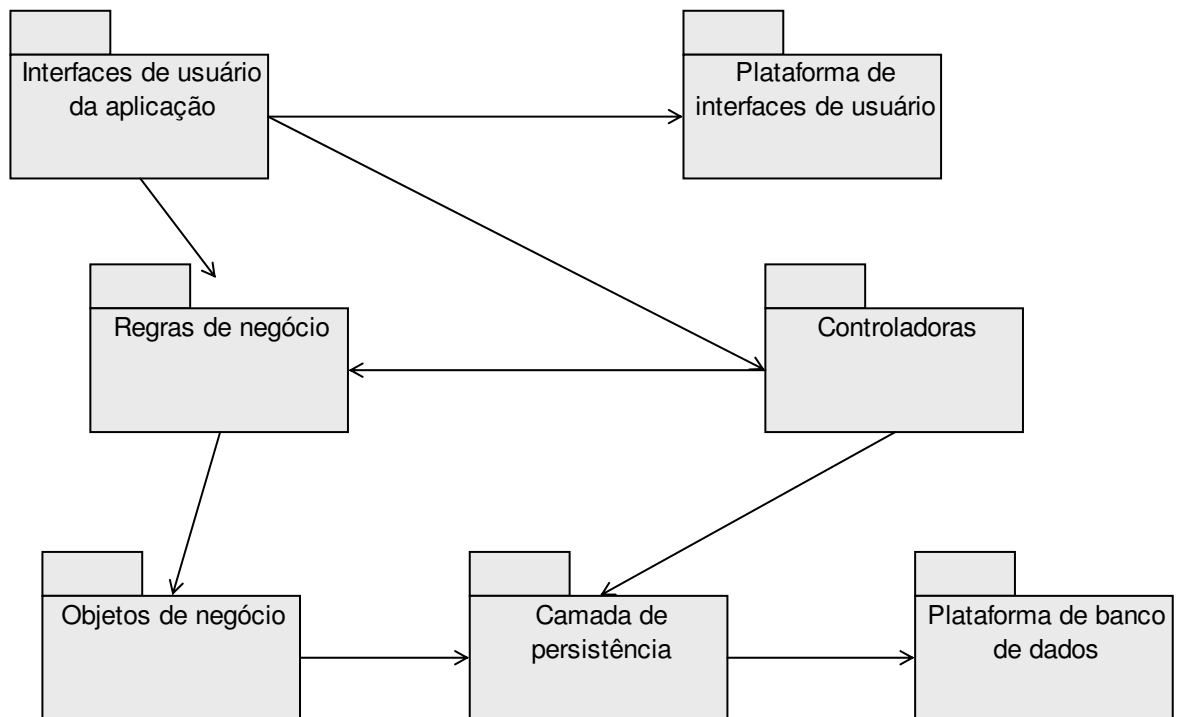 Interfaces de usuário
da aplicação
Plataforma de
interfaces de usuário
Regras de negócio
Controladoras
Objetos de negócio
Camada de
persistência
Plataforma de banco
de dados